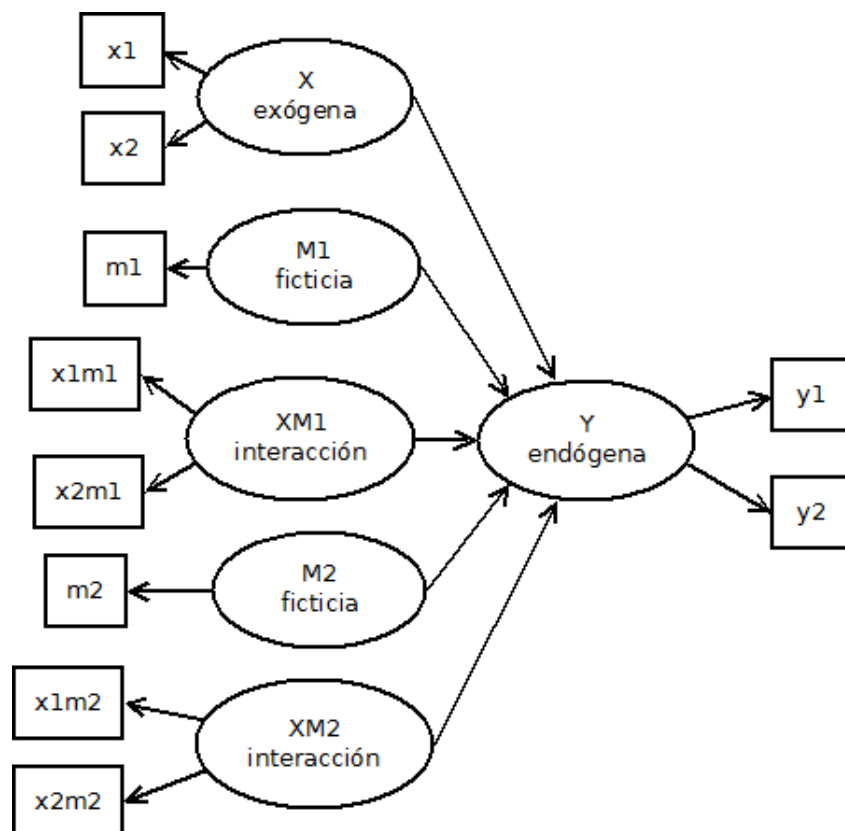 x1
X
exógena
x2
M1
ficticia
m1
x1m1
XM1
interacción
x2m1
Y
endógena
y1
y2
M2
ficticia
m2
x1m2
XM2
interacción
x2m2